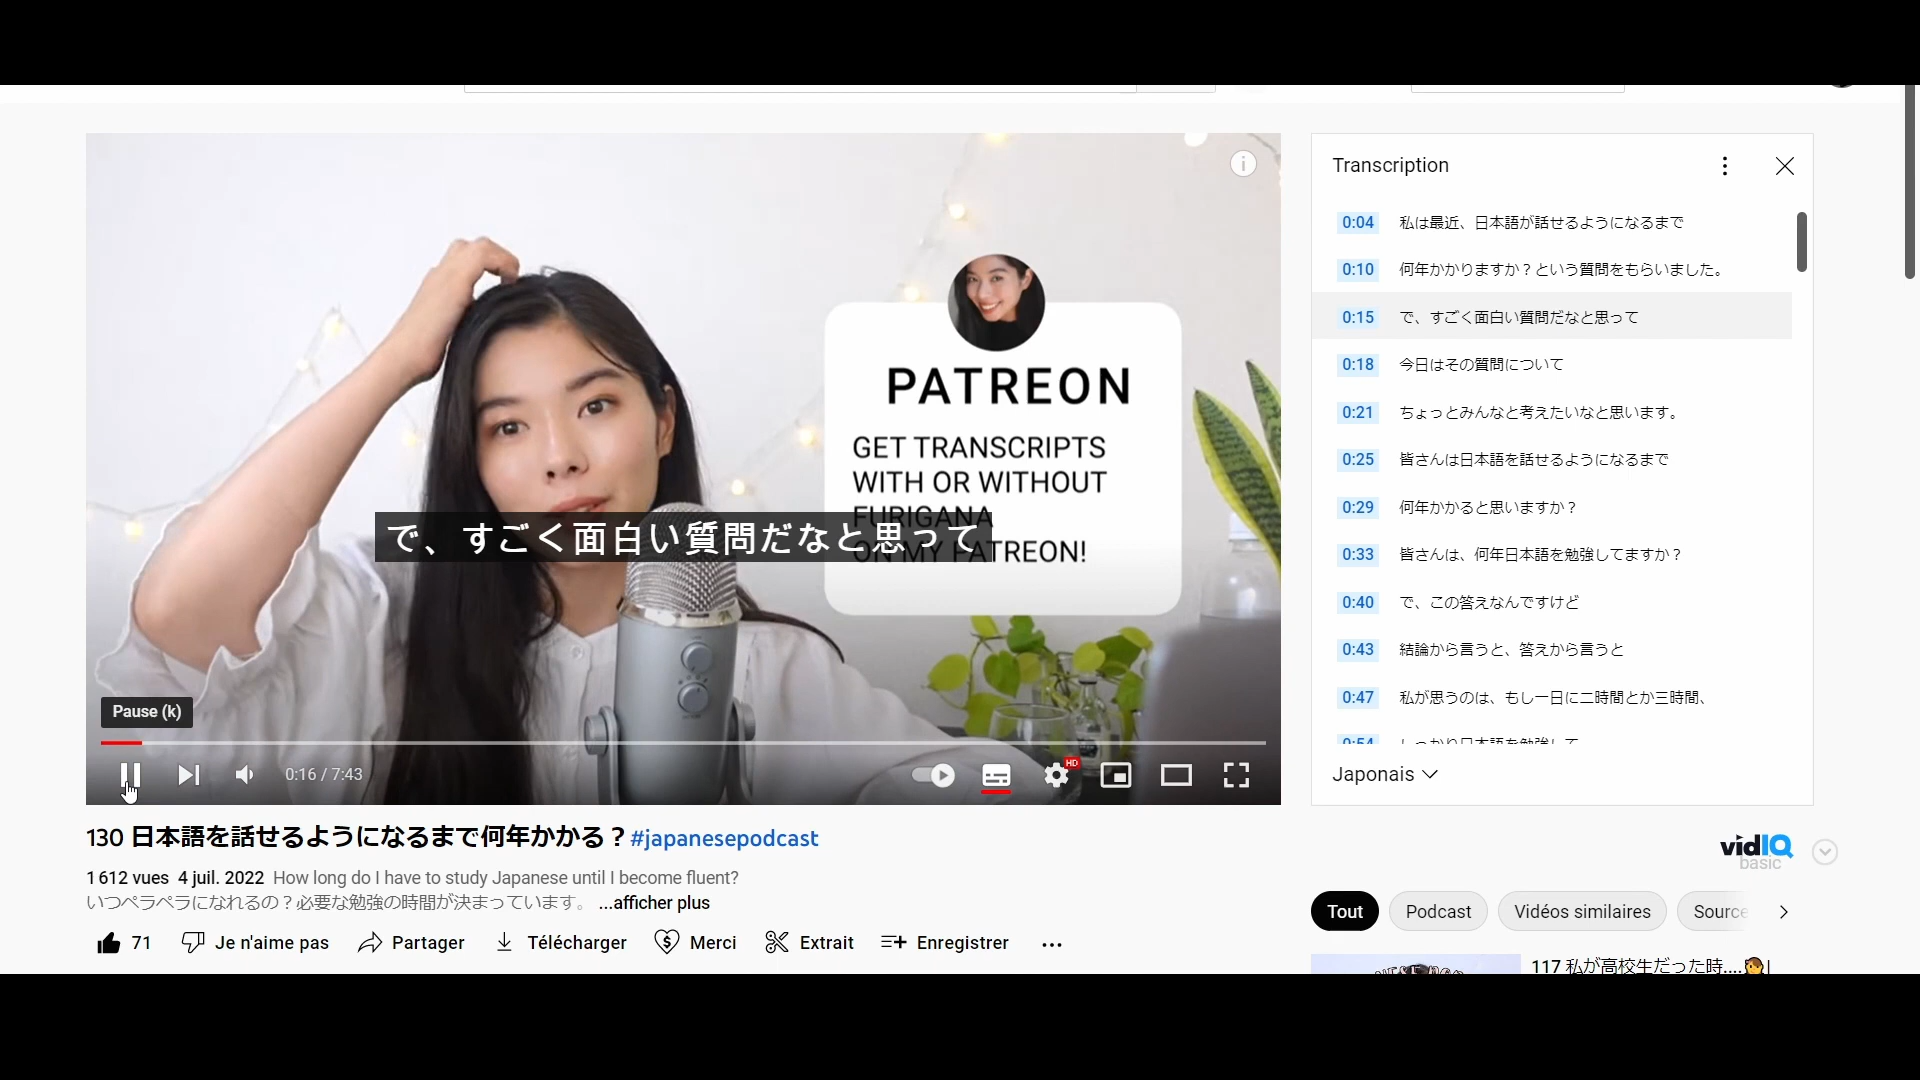 PATREON
GET TRANSCRIPTS
WITH OR WITHOUT
FURIGANA
ON MY PATREON!
で、すごく面白い質問だなと思って
Pause (k)
0:16 / 7:43
HD
130 日本語を話せるようになるまで何年かかる？#japanesepodcast
1 612 vues 4 juil. 2022 How long do I have to study Japanese until I become fluent?
いつペラペラになれるの？必要な勉強の時間が決まっています。 ...afficher plus
71 Je n'aime pas Partager Télécharger Merci Extrait Enregistrer
Transcription
0:04 私は最近、日本語が話せるようになるまで
0:10 何年かかりますか？という質問をもらいました。
0:15 で、すごく面白い質問だなと思って
0:18 今日はその質問について
0:21 ちょっとみんなと考えたいなと思います。
0:25 皆さんは日本語を話せるようになるまで
0:29 何年かかると思いますか？
0:33 皆さんは、何年日本語を勉強してますか？
0:40 で、この答えなんですけど
0:43 結論から言うと、答えから言うと
0:47 私が思うのは、もし一日に二時間とか三時間、
0:54 しっかり日本語を勉強して
Japonais
vidIQ
basic
Tout Podcast Vidéos similaires Source
117 私が高校生だった時....